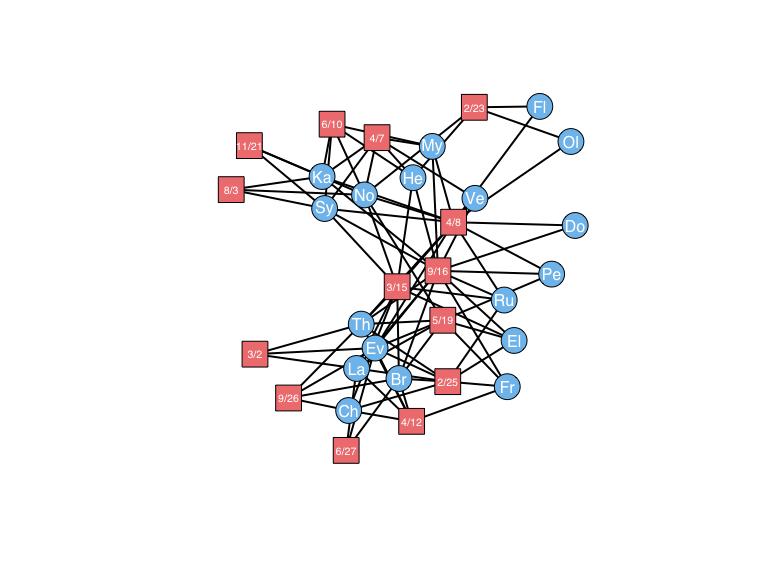 2/23
Fl
6/10
4/7
Ol
11/21
My
Ka
He
8/3
No
Ve
Sy
4/8
Do
9/16
Pe
3/15
Ru
Th
5/19
El
Ev
3/2
La
Br
2/25
Fr
9/26
Ch
4/12
6/27